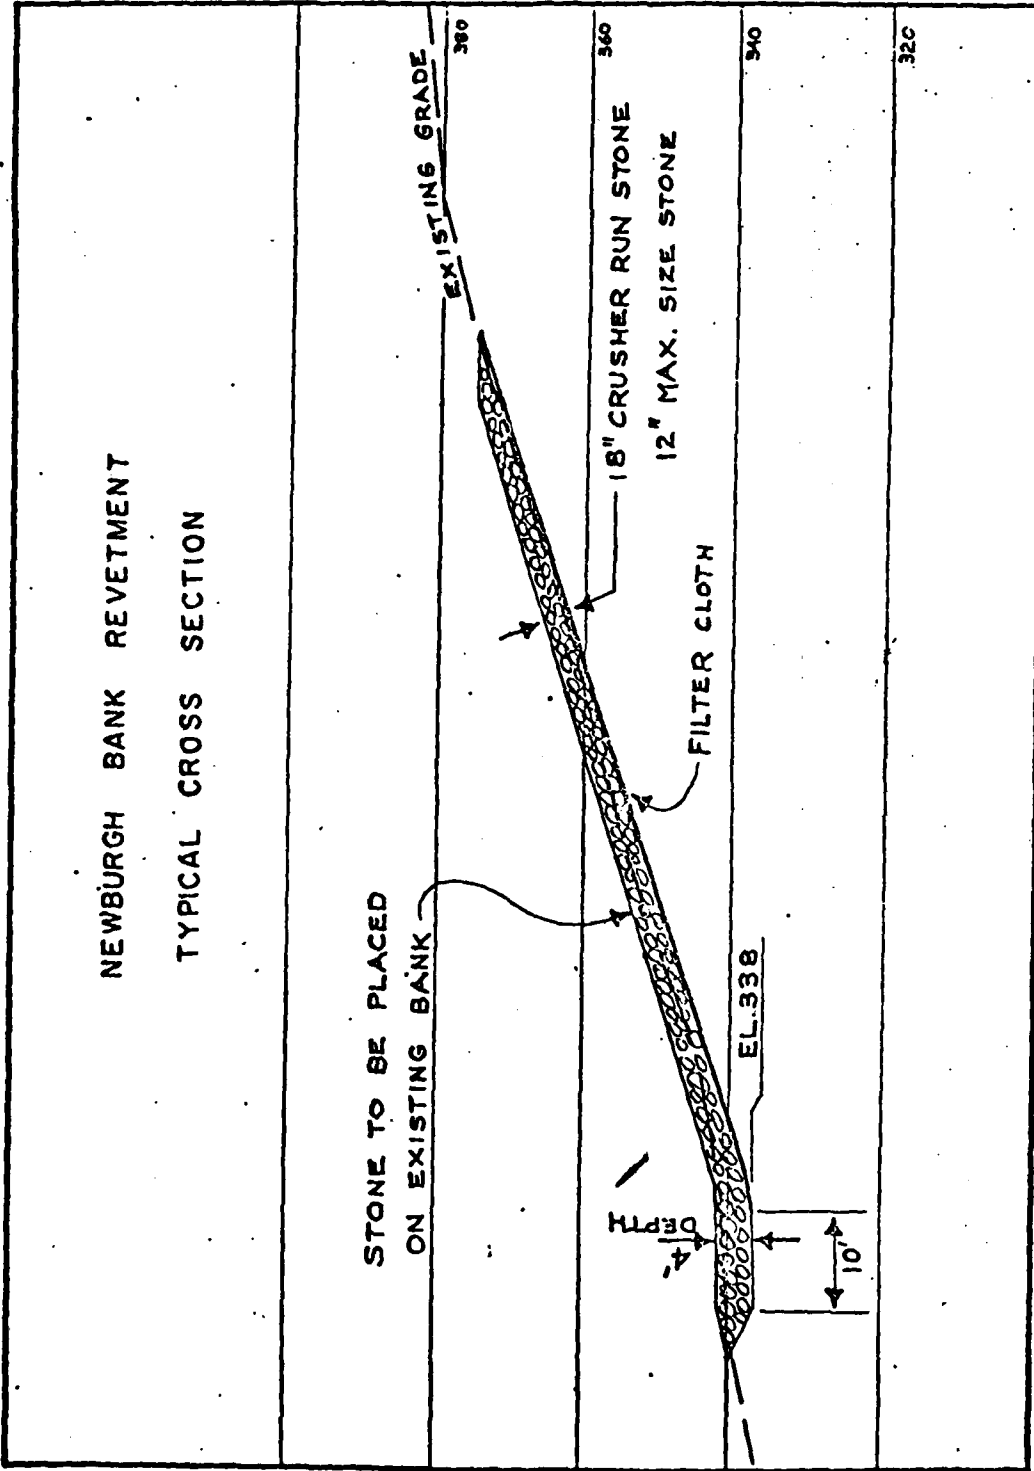 NEWBURGH BANK REVETMENT
TYPICAL CROSS SECTION
STONE TO BE PLACED
ON EXISTING BANK
EXISTING GRADE
380
360
340
320
18" CRUSHER RUN STONE
12" MAX. SIZE STONE
FILTER CLOTH
EL.338
4'
DEPTH
10'